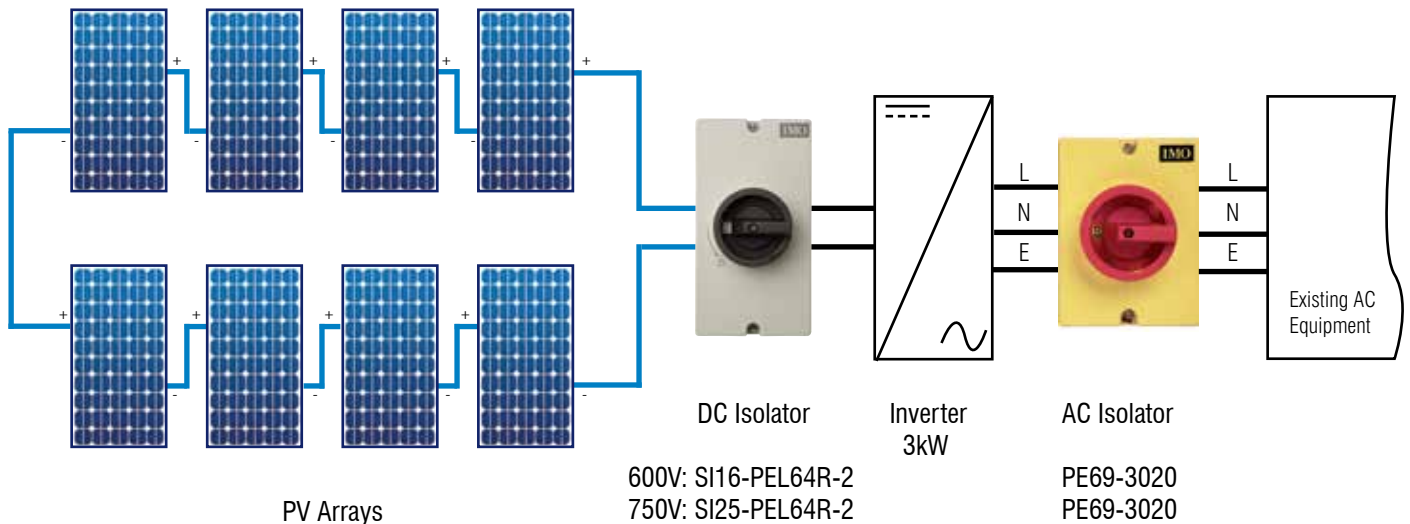 + + + +
- - - -
IMO
IMO
L L
N N
E E
+ + + +
- - - -
Existing AC
Equipment
DC Isolator Inverter AC Isolator
3kW
600V: SI16-PEL64R-2 PE69-3020
PV Arrays 750V: SI25-PEL64R-2 PE69-3020